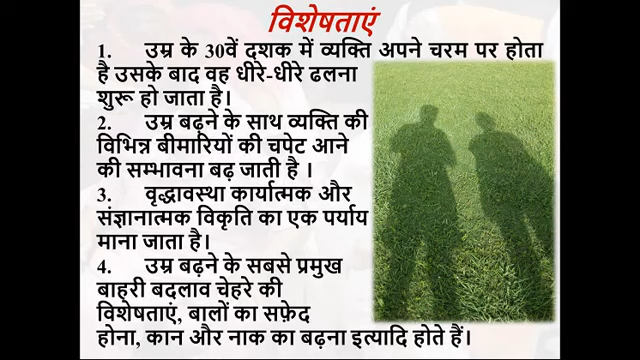 विशेषताएं
1. उम्र के 30वें दशक में व्यक्ति अपने चरम पर होता
है उसके बाद वह धीरे-धीरे ढलना
शुरू हो जाता है।
2. उम्र बढ़ने के साथ व्यक्ति की
विभिन्न बीमारियों की चपेट आने
की सम्भावना बढ़ जाती है ।
3. वृद्धावस्था कार्यात्मक और
संज्ञानात्मक विकृति का एक पर्याय
माना जाता है।
4. उम्र बढ़ने के सबसे प्रमुख
बाहरी बदलाव चेहरे की
विशेषताएं, बालों का सफ़ेद
होना, कान और नाक का बढ़ना इत्यादि होते हैं।